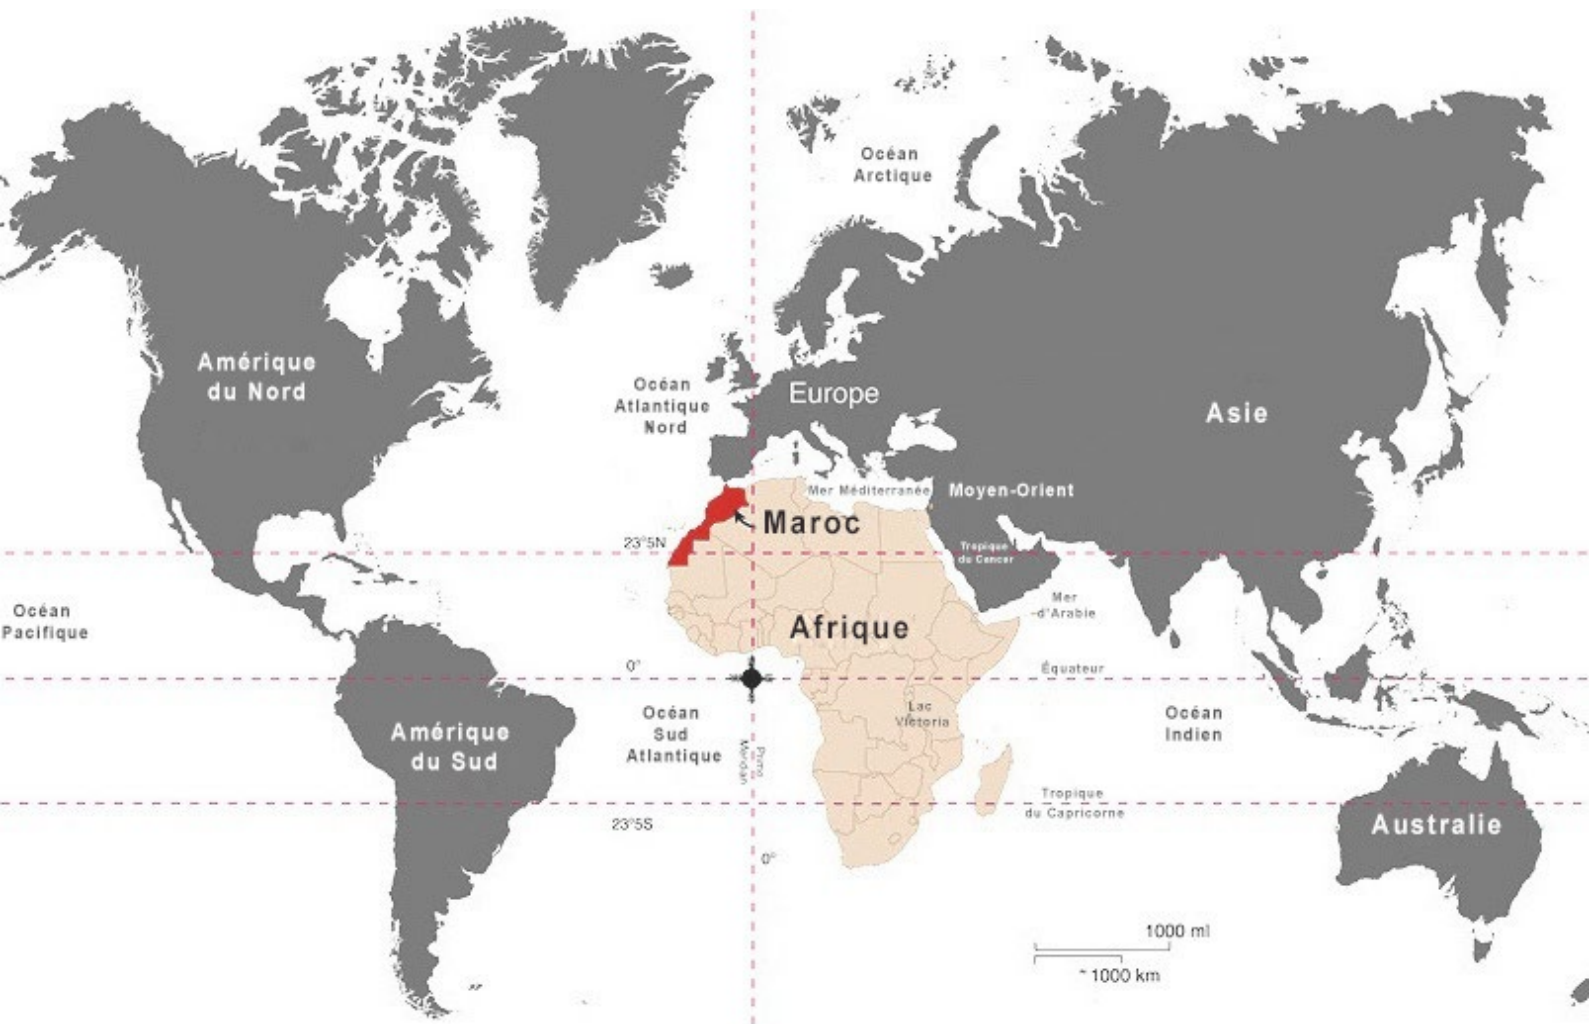 Océan
Arctique
Amérique
du Nord
Océan
Atlantique
Nord
Europe
Asie
Mer Méditerranée
Moyen-Orient
Maroc
23°5N
Tropique
du Cancer
Océan
Pacifique
Mer
-d'Arabie
Afrique
0°
Équateur
Lac
Victoria
Océan
Sud
Atlantique
Océan
Indien
Amérique
du Sud
Prime
Meridian
Tropique
du Capricorne
23°5S
Australie
0°
1000 ml
~1000 km